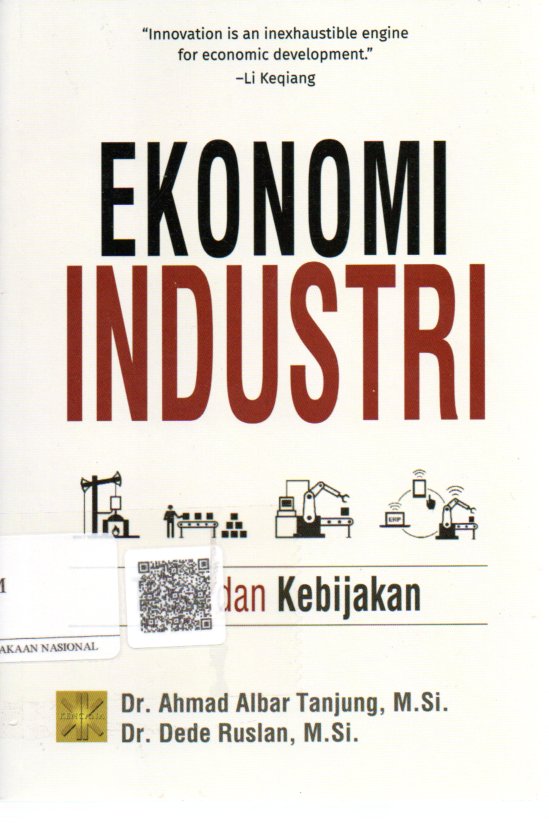 “Innovation is an inexhaustible engine
for economic development.”
–Li Keqiang
EKONOMI
INDUSTRI
ERP
dan Kebijakan
M
AKAAN NASIONAL
KENCANA
Dr. Ahmad Albar Tanjung, M.Si.
Dr. Dede Ruslan, M.Si.